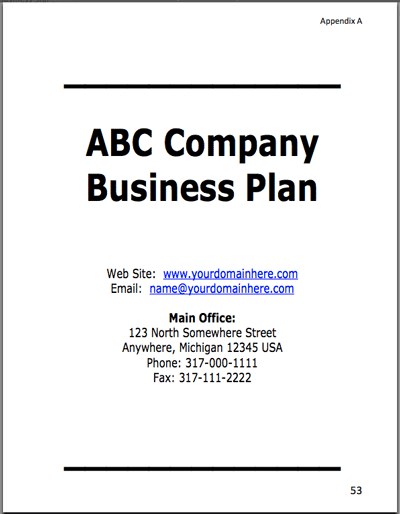 Appendix A
ABC Company
Business Plan
Web Site: www.yourdomainhere.com
Email: name@yourdomainhere.com
Main Office:
123 North Somewhere Street
Anywhere, Michigan 12345 USA
Phone: 317-000-1111
Fax: 317-111-2222
53